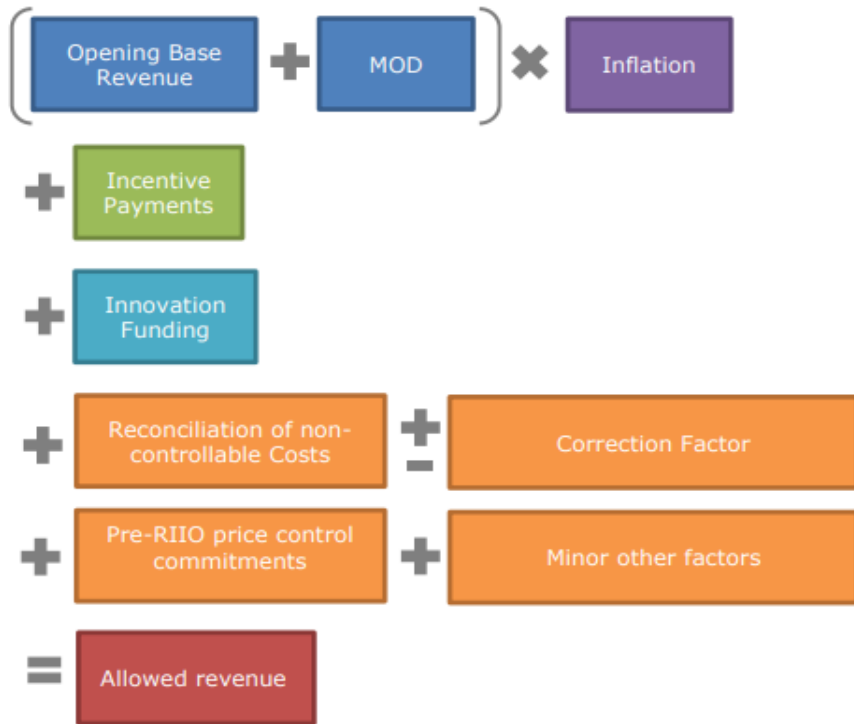 Opening Base
Revenue
MOD
Inflation
Incentive
Payments
Innovation
Funding
Reconciliation of non-
controllable Costs
Correction Factor
Pre-RIIO price control
commitments
Minor other factors
Allowed revenue